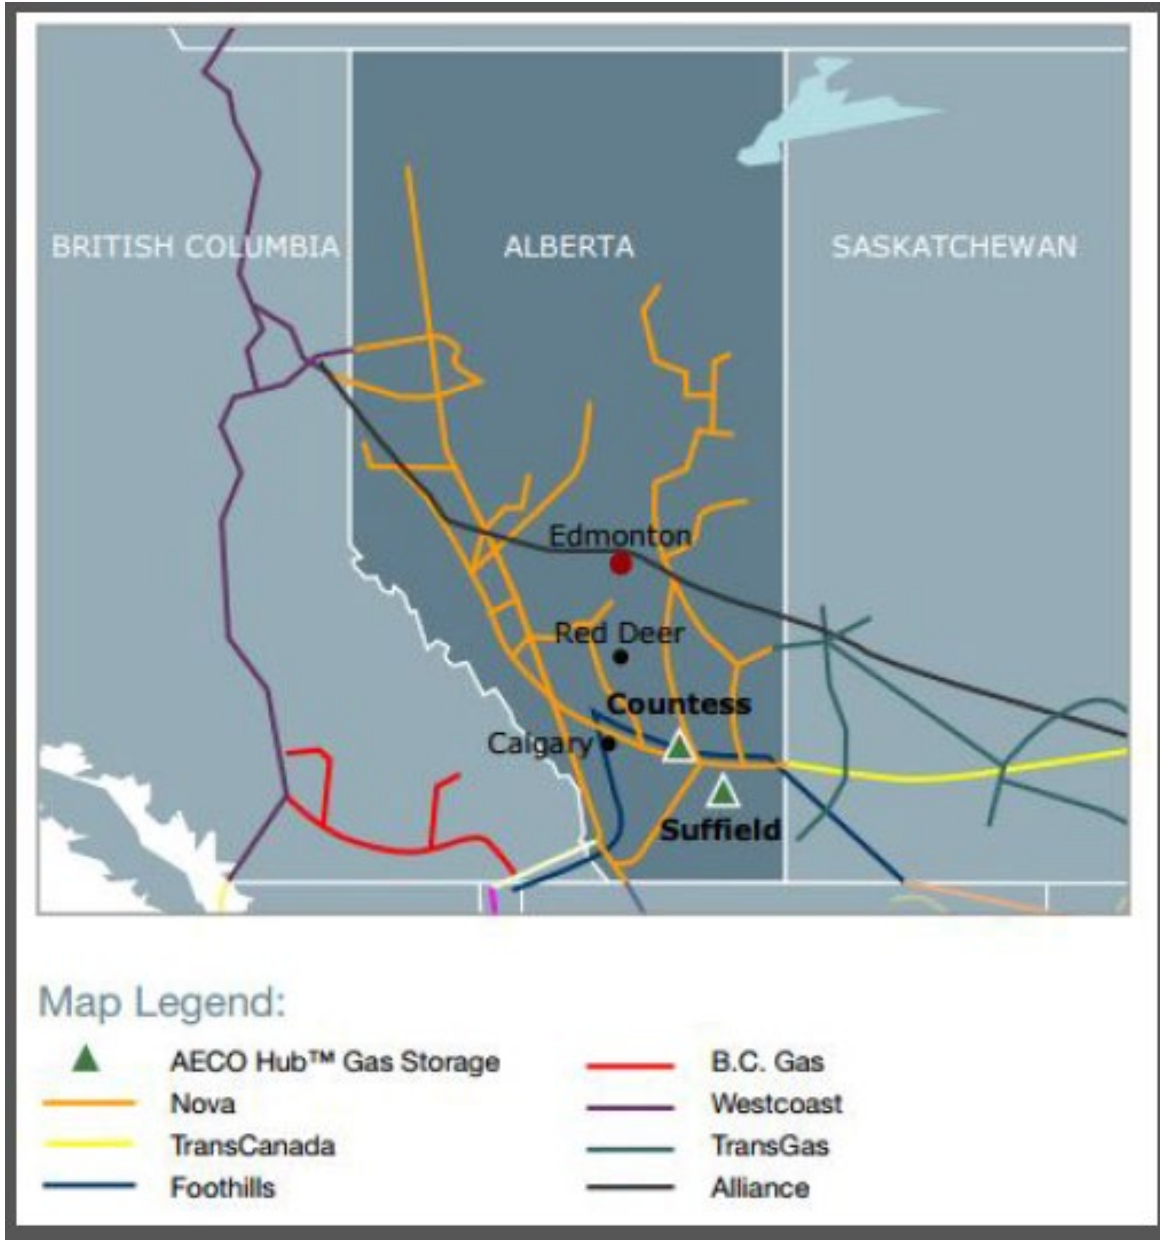 BRITISH COLUMBIA
ALBERTA
SASKATCHEWAN
Edmonton
Red Deer
Countess
Calgary
Suffield
Map Legend:
AECO Hub™ Gas Storage
Nova
TransCanada
Foothills
B.C. Gas
Westcoast
TransGas
Alliance